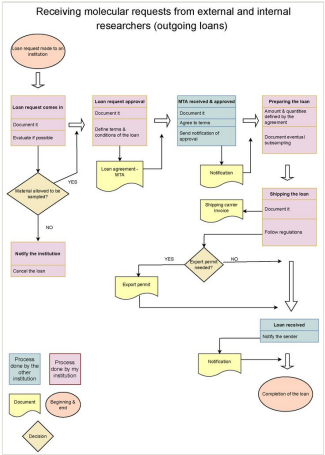 Receiving molecular requests from external and internal
researchers (outgoing loans)
Loan request made to an
institution
Loan request comes in
Document it
Evaluate if possible
Loan request approval
Document it
Define terms &
conditions of the loan
MTA received & approved
Document it
Agree to terms
Send notification of
approval
Preparing the loan
Amount & quantities
defined by the
agreement
Document eventual
subsampling
YES
Loan agreement -
MTA
Notification
Material allowed to be
sampled?
NO
Shipping carrier
invoice
Shipping the loan
Document it
Follow regulations
Notify the institution
Cancel the loan
YES
Export permit
needed?
NO
Export permit
Loan received
Notify the sender
Notification
Completion of the loan
Process
done by the
other
institution
Process
done by my
institution
Document
Beginning &
end
Decision